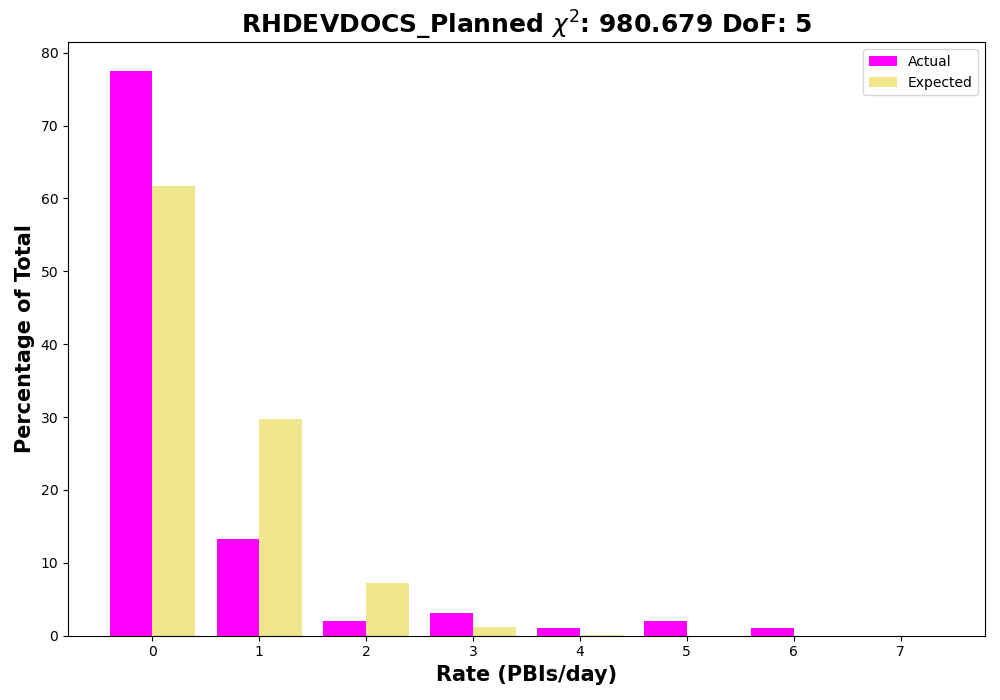 RHDEVDOCS_Planned χ²: 980.679 DoF: 5
Actual
Expected
Percentage of Total
80
70
60
50
40
30
20
10
0
0 1 2 3 4 5 6 7
Rate (PBIs/day)